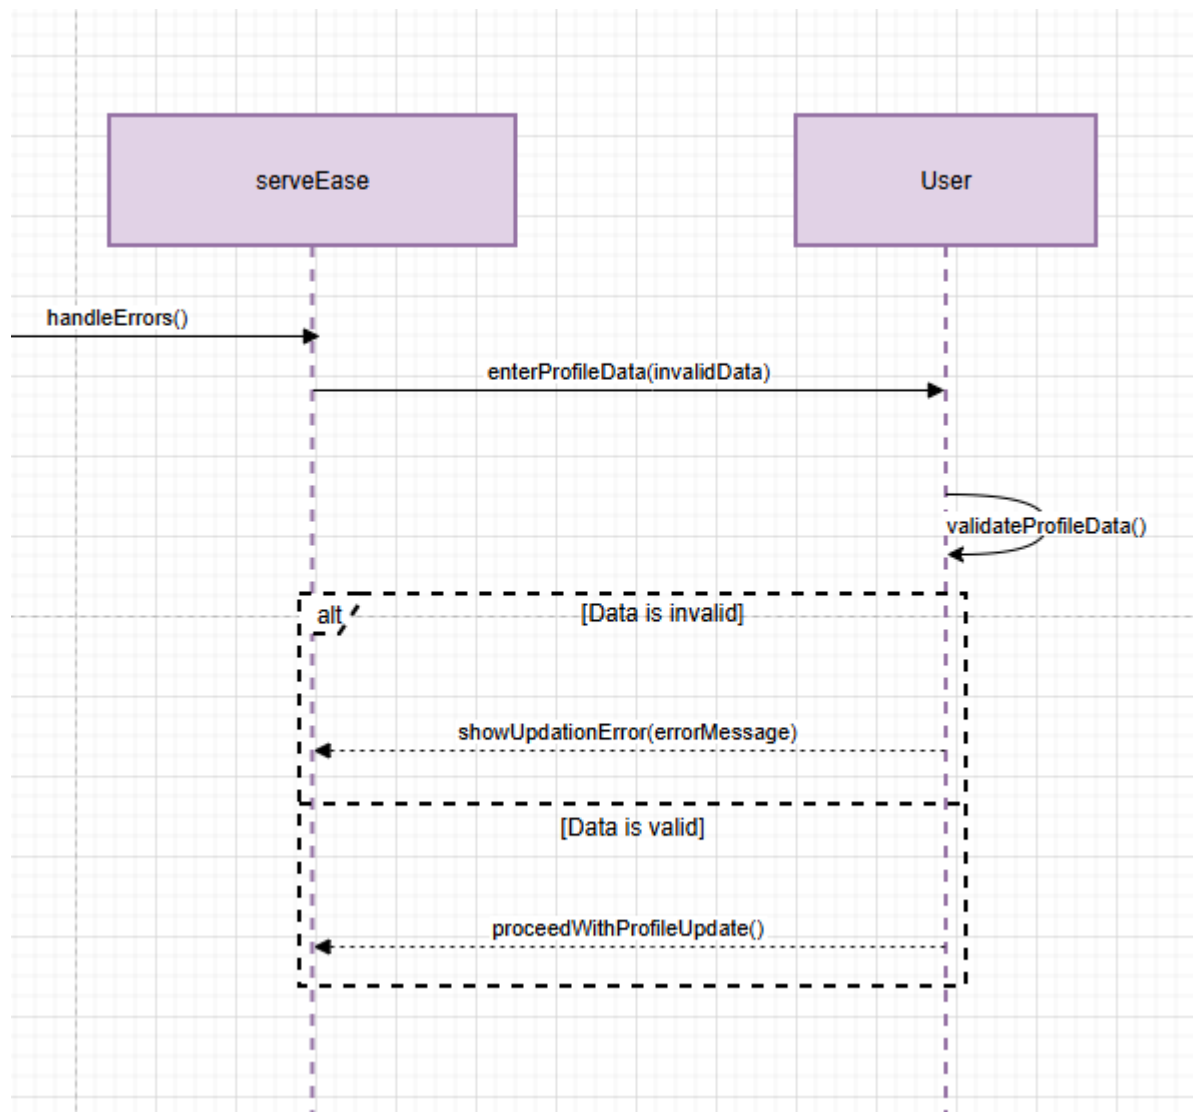 serveEase
User
handleErrors()
enterProfileData(invalidData)
validateProfileData()
alt
[Data is invalid]
showUpdationError(errorMessage)
[Data is valid]
proceedWithProfileUpdate()